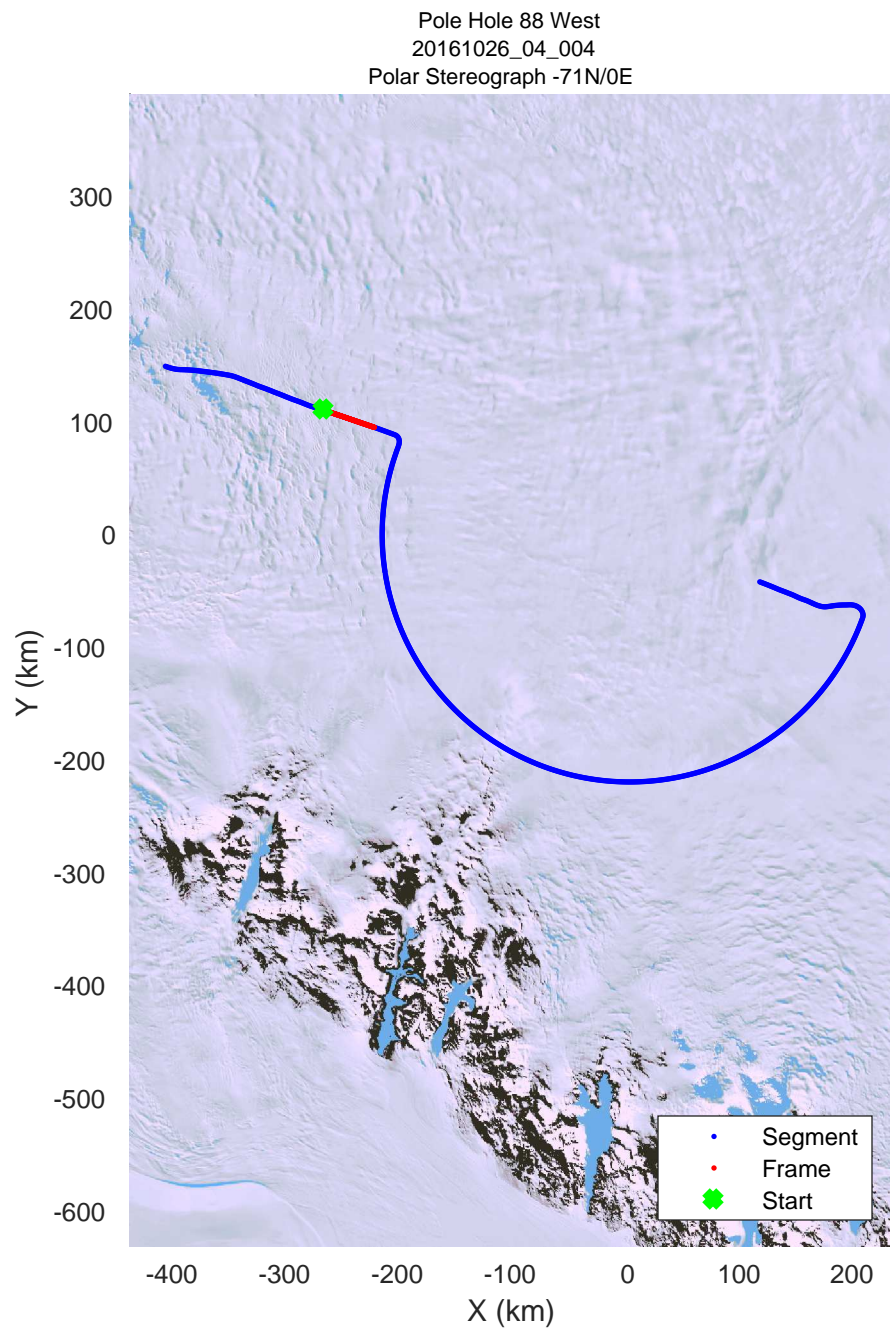 Pole Hole 88 West
20161026_04_004
Polar Stereograph -71N/0E
300
200
100
0
-100
-200
-300
-400
-500
-600
Y (km)
-400 -300 -200 -100 0 100 200
X (km)
Segment
Frame
Start